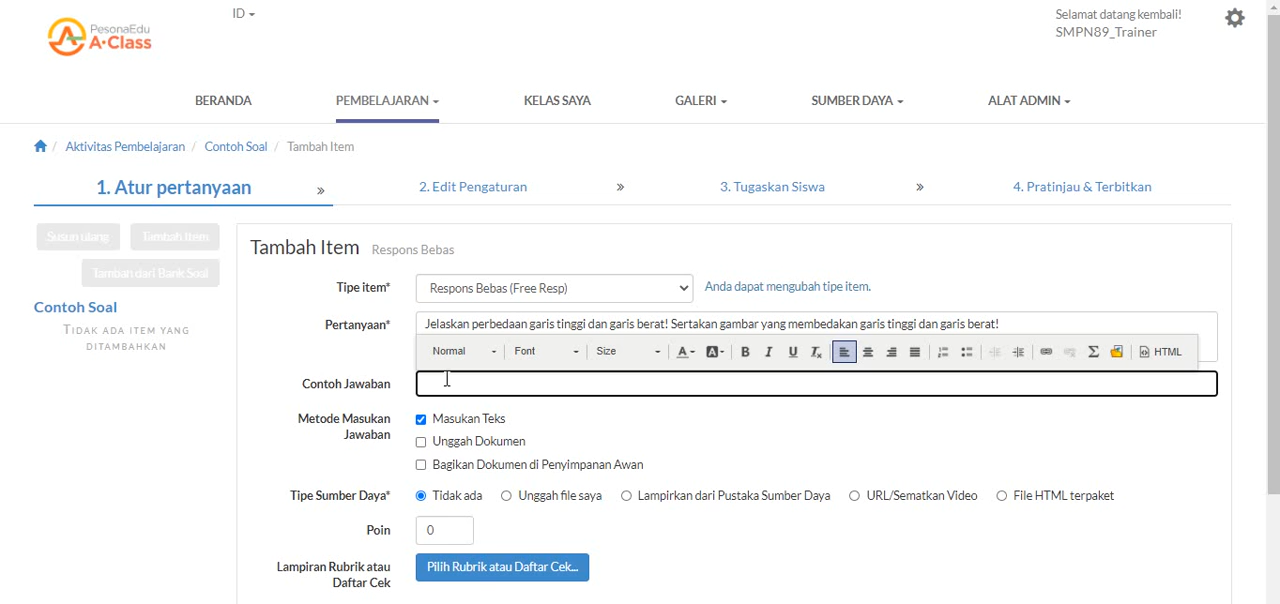 PesonaEdu
A·Class
ID
Selamat datang kembali!
SMPN89_Trainer
BERANDA
PEMBELAJARAN
KELAS SAYA
GALERI
SUMBER DAYA
ALAT ADMIN
/ Aktivitas Pembelajaran / Contoh Soal / Tambah Item
1. Atur pertanyaan » 2. Edit Pengaturan » 3. Tugaskan Siswa » 4. Pratinjau & Terbitkan
Susun ulang
Tambah Item
Tambah dari Bank Soal
Contoh Soal
TIDAK ADA ITEM YANG
DITAMBAHKAN
Tambah Item Respons Bebas
Tipe item* Respons Bebas (Free Resp) Anda dapat mengubah tipe item.
Pertanyaan* Jelaskan perbedaan garis tinggi dan garis berat! Sertakan gambar yang membedakan garis tinggi dan garis berat!
Normal Font Size A A B I U Tx Σ HTML
Contoh Jawaban
Metode Masukan
Jawaban
Masukan Teks
Unggah Dokumen
Bagikan Dokumen di Penyimpanan Awan
Tipe Sumber Daya* Tidak ada Unggah file saya Lampirkan dari Pustaka Sumber Daya URL/Sematkan Video File HTML terpaket
Poin 0
Lampiran Rubrik atau
Daftar Cek
Pilih Rubrik atau Daftar Cek...